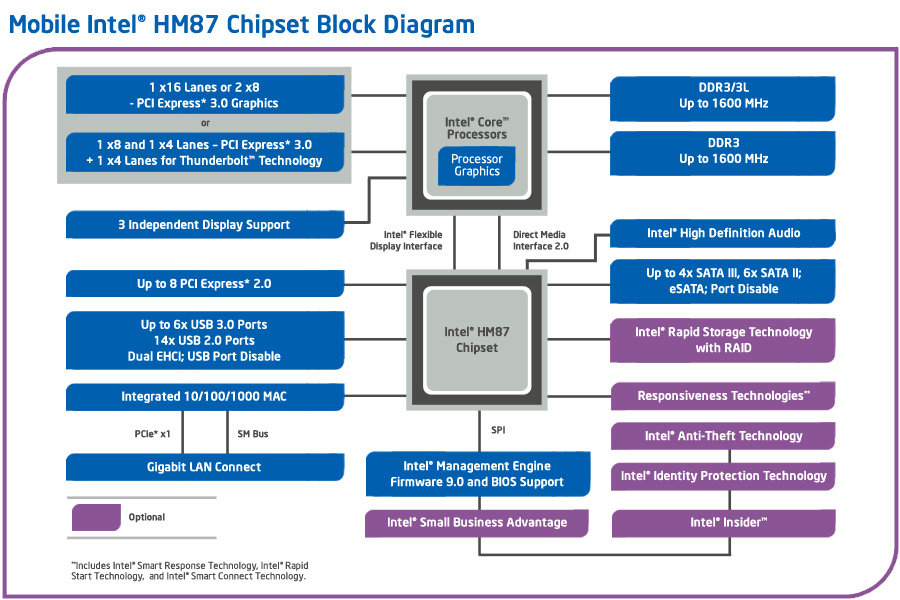 Mobile Intel® HM87 Chipset Block Diagram
1 x16 Lanes or 2 x8
- PCI Express* 3.0 Graphics
or
1 x8 and 1 x4 Lanes – PCI Express* 3.0
+ 1 x4 Lanes for Thunderbolt™ Technology
3 Independent Display Support
Intel® Core™
Processors
Processor
Graphics
DDR3/3L
Up to 1600 MHz
DDR3
Up to 1600 MHz
Intel® Flexible
Display Interface
Direct Media
Interface 2.0
Intel® High Definition Audio
Up to 8 PCI Express* 2.0
Up to 6x USB 3.0 Ports
14x USB 2.0 Ports
Dual EHCI; USB Port Disable
Integrated 10/100/1000 MAC
PCIe* x1
SM Bus
Gigabit LAN Connect
Intel® HM87
Chipset
Up to 4x SATA III, 6x SATA II;
eSATA; Port Disable
Intel® Rapid Storage Technology
with RAID
Responsiveness Technologies**
SPI
Intel® Management Engine
Firmware 9.0 and BIOS Support
Intel® Small Business Advantage
Intel® Anti-Theft Technology
Intel® Identity Protection Technology
Intel® Insider™
Optional
**Includes Intel® Smart Response Technology, Intel® Rapid
Start Technology, and Intel® Smart Connect Technology.